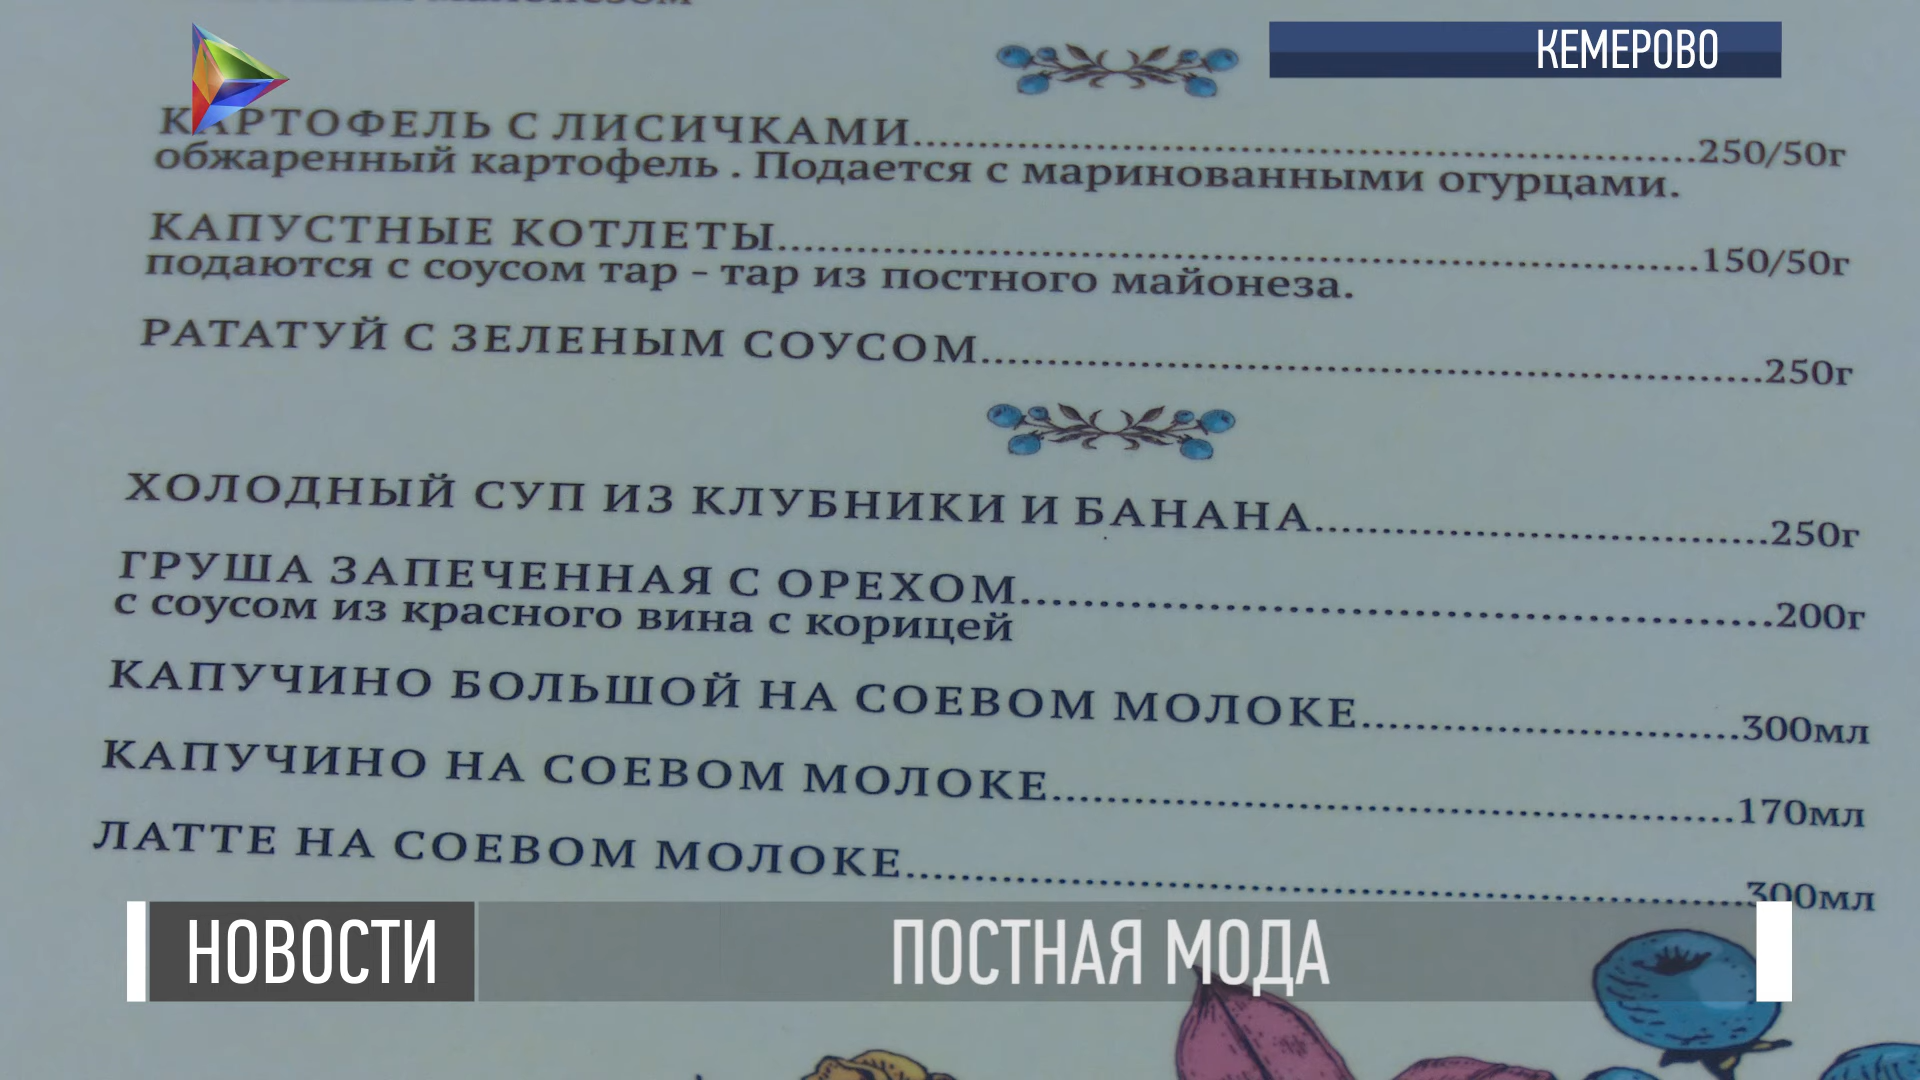 майонезом
КЕМЕРОВО
КАРТОФЕЛЬ С ЛИСИЧКАМИ..........250/50г
обжаренный картофель . Подается с маринованными огурцами.
КАПУСТНЫЕ КОТЛЕТЫ..........150/50г
подаются с соусом тар - тар из постного майонеза.
РАТАТУЙ С ЗЕЛЕНЫМ СОУСОМ..........250г
ХОЛОДНЫЙ СУП ИЗ КЛУБНИКИ И БАНАНА..........250г
ГРУША ЗАПЕЧЕННАЯ С ОРЕХОМ..........200г
с соусом из красного вина с корицей
КАПУЧИНО БОЛЬШОЙ НА СОЕВОМ МОЛОКЕ..........300мл
КАПУЧИНО НА СОЕВОМ МОЛОКЕ..........170мл
ЛАТТЕ НА СОЕВОМ МОЛОКЕ..........300мл
НОВОСТИ
ПОСТНАЯ МОДА